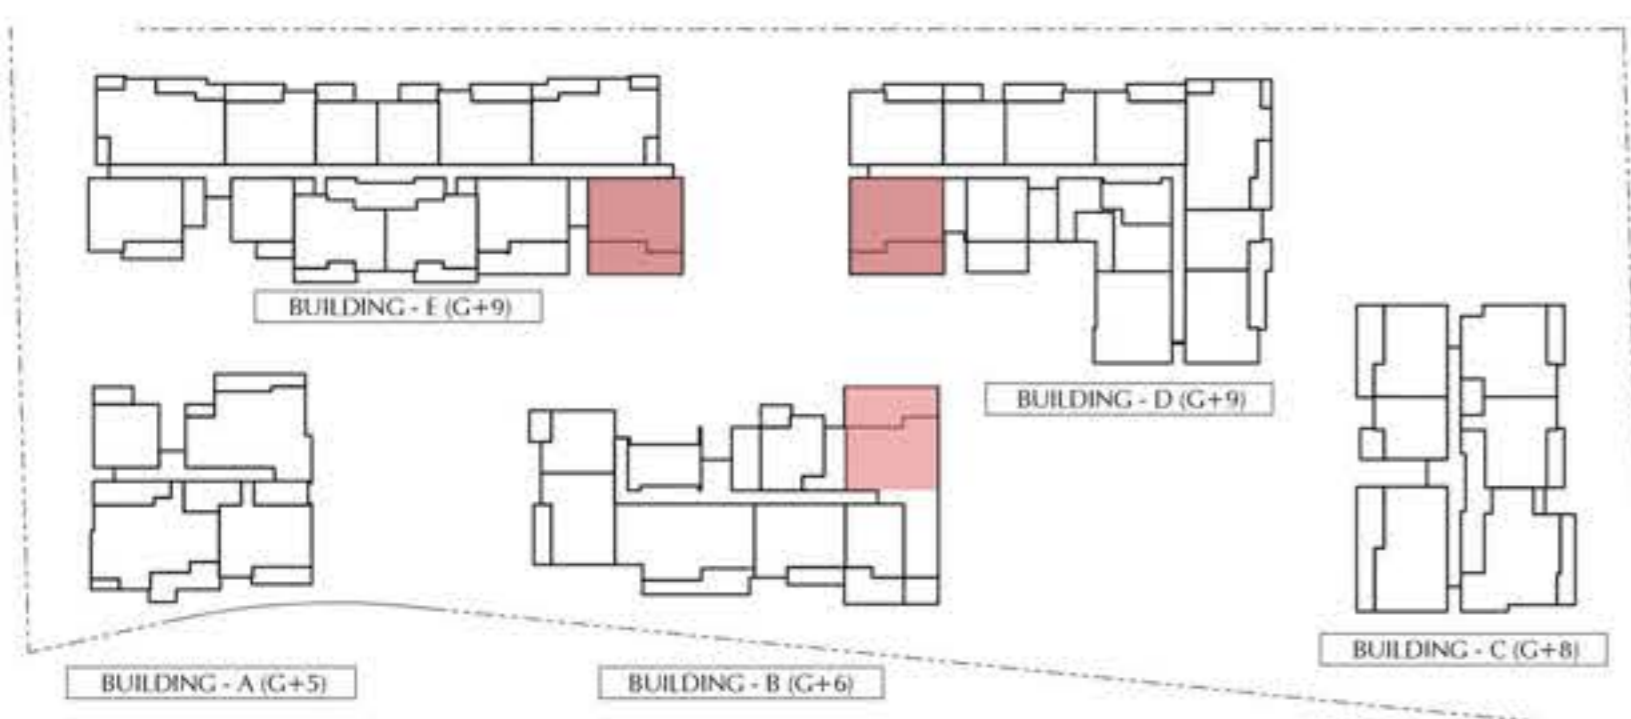 BUILDING - E (G+9)
BUILDING - D (G+9)
BUILDING - C (G+8)
BUILDING - A (G+5)
BUILDING - B (G+6)